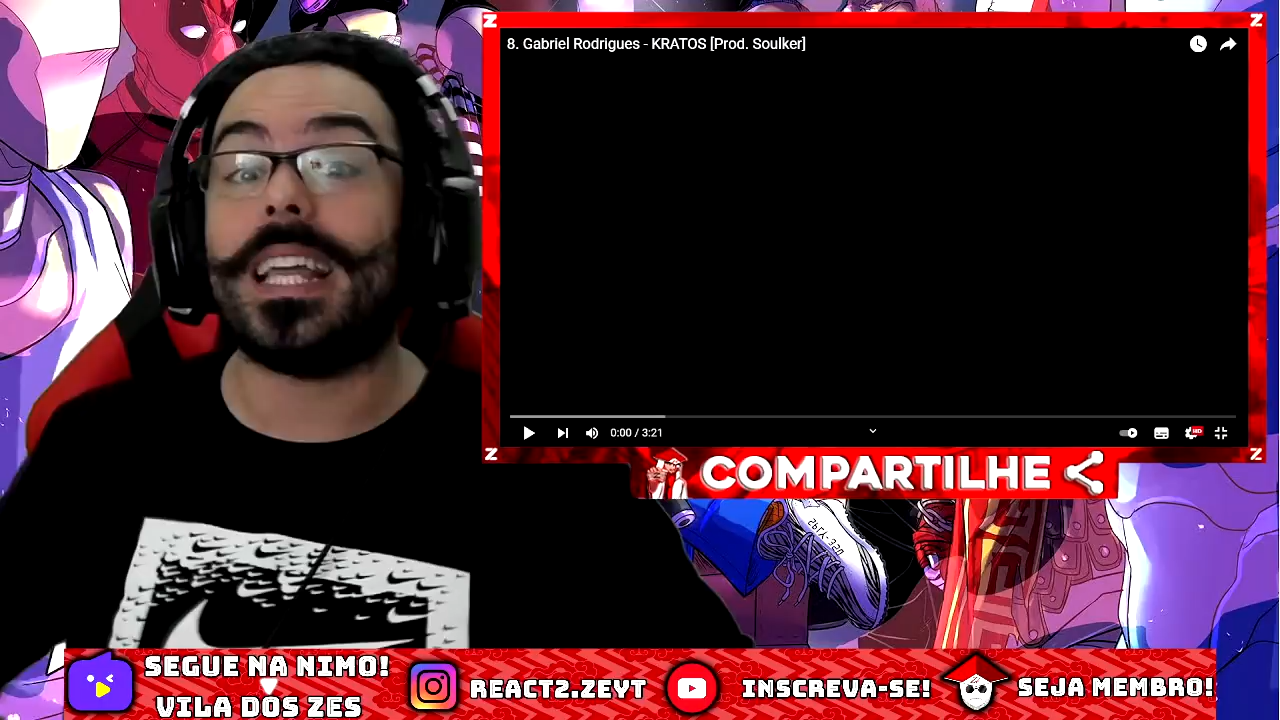 8. Gabriel Rodrigues - KRATOS [Prod. Soulker]
0:00 / 3:21
HD
COMPARTILHE
SEGUE NA NIMO!
VILA DOS ZES
REACT2.ZEYT
INSCREVA-SE!
SEJA MEMBRO!
Z
Z
Z
Z